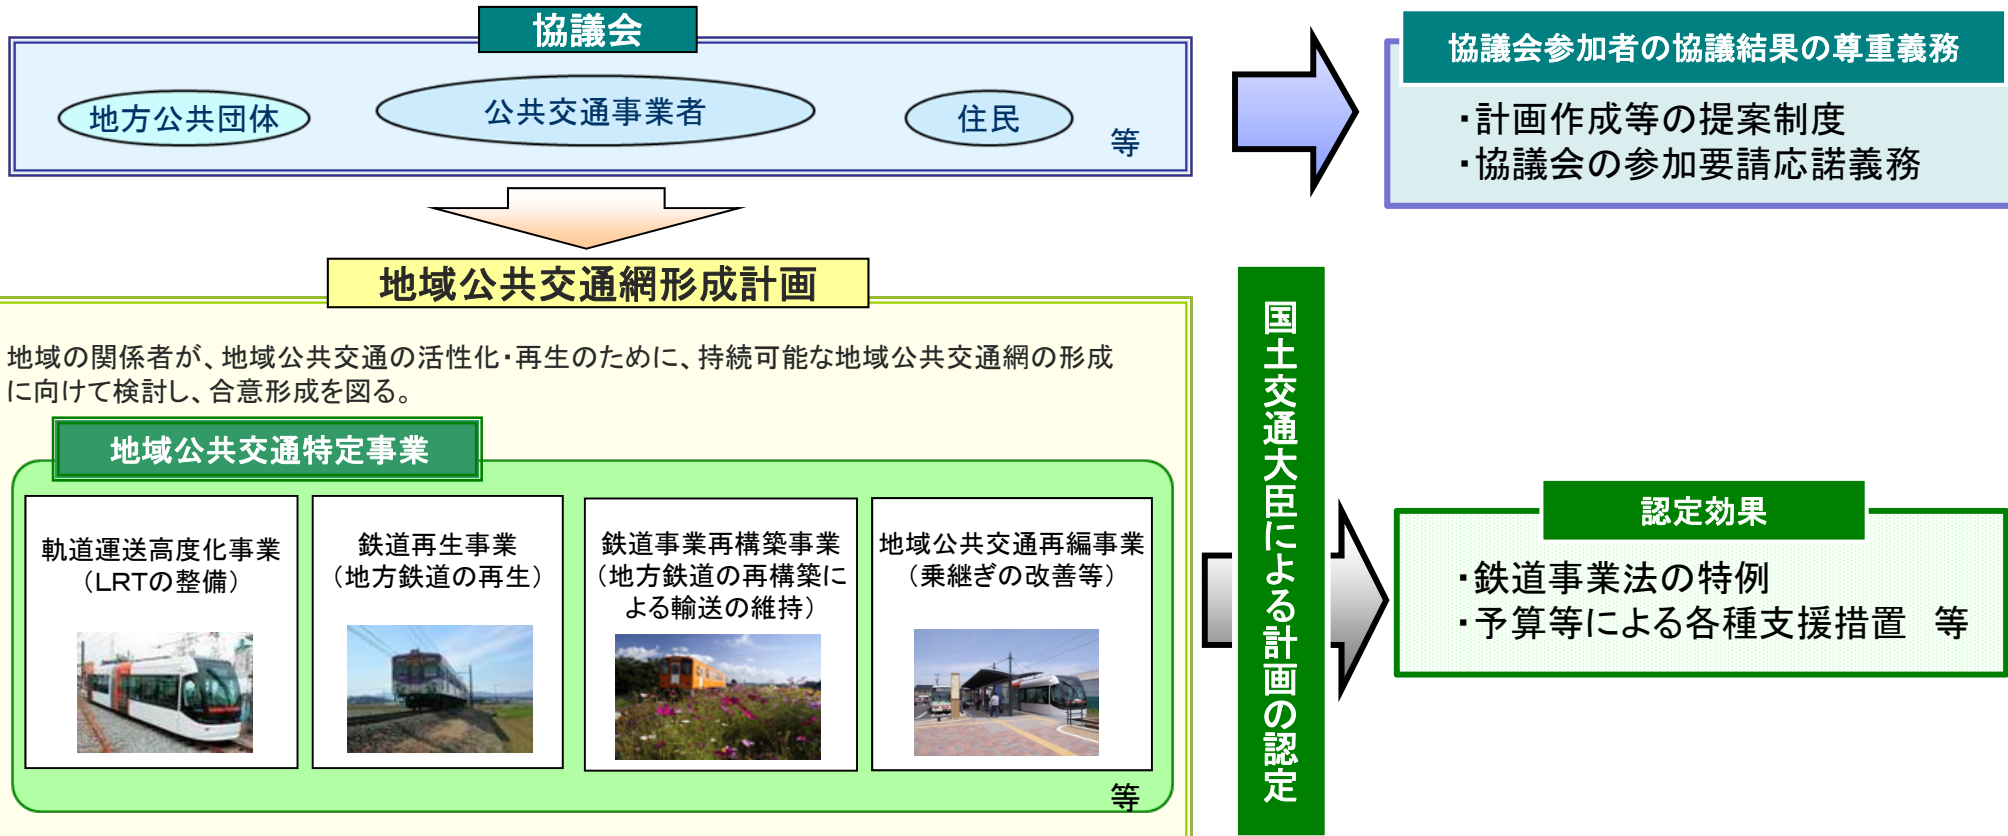 協議会
地方公共団体
公共交通事業者
住民
等
協議会参加者の協議結果の尊重義務
・計画作成等の提案制度
・協議会の参加要請応諾義務
地域公共交通網形成計画
地域の関係者が、地域公共交通の活性化・再生のために、持続可能な地域公共交通網の形成
に向けて検討し、合意形成を図る。
地域公共交通特定事業
軌道運送高度化事業
（LRTの整備）
鉄道再生事業
（地方鉄道の再生）
鉄道事業再構築事業
（地方鉄道の再構築に
よる輸送の維持）
地域公共交通再編事業
（乗継ぎの改善等）
等
国土交通大臣による計画の認定
認定効果
・鉄道事業法の特例
・予算等による各種支援措置　等